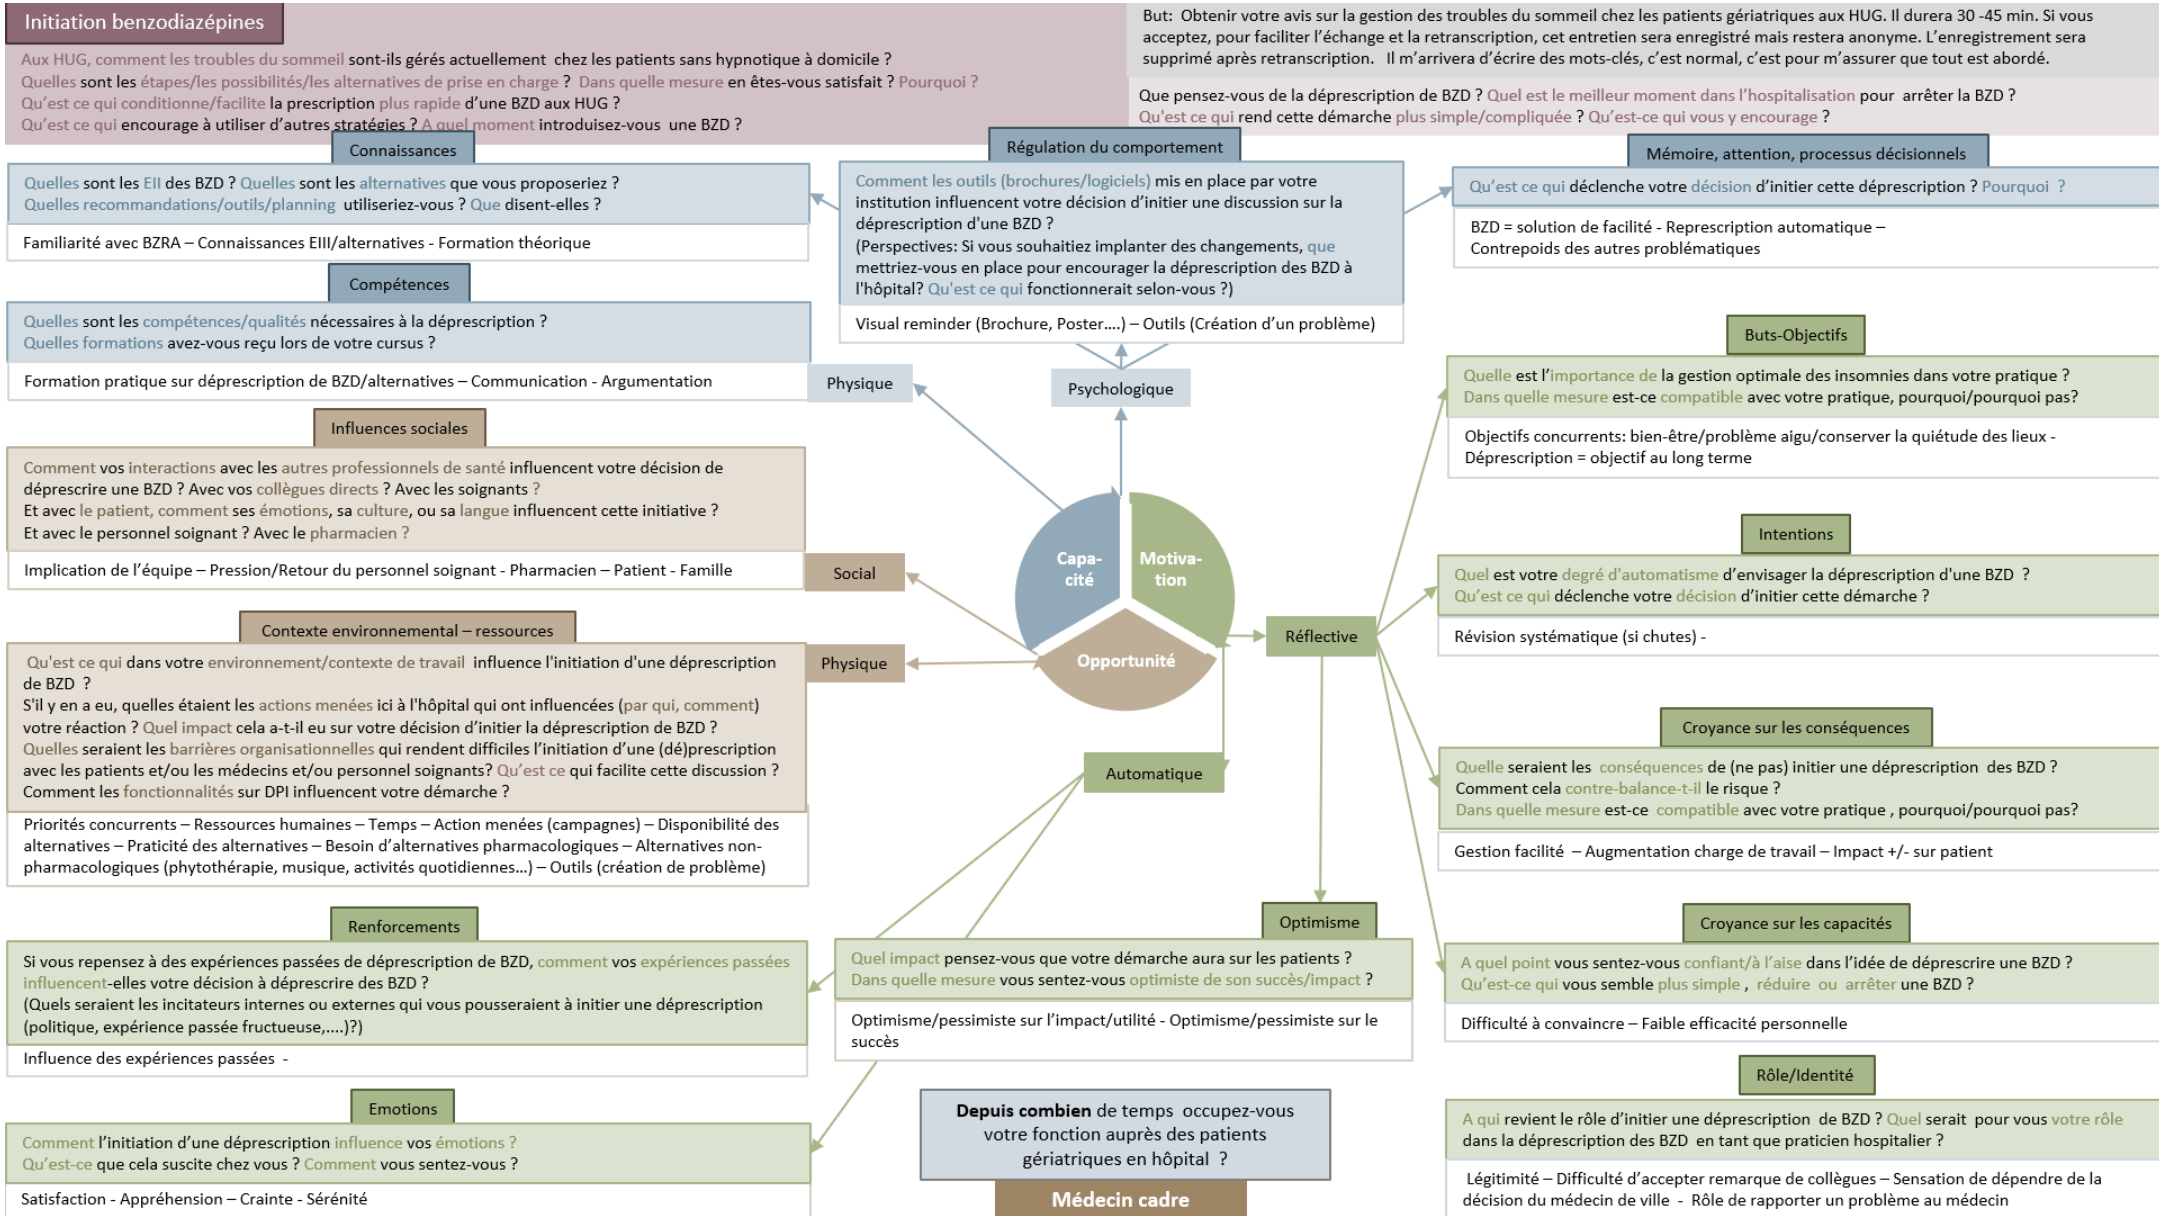 Initiation benzodiazépines
Aux HUG, comment les troubles du sommeil sont-ils gérés actuellement chez les patients sans hypnotique à domicile ?
Quelles sont les étapes/les possibilités/les alternatives de prise en charge ? Dans quelle mesure en êtes-vous satisfait ? Pourquoi ?
Qu'est ce qui conditionne/facilite la prescription plus rapide d'une BZD aux HUG ?
Qu'est ce qui encourage à utiliser d'autres stratégies ? A quel moment introduisez-vous une BZD ?
But: Obtenir votre avis sur la gestion des troubles du sommeil chez les patients gériatriques aux HUG. Il durera 30 -45 min. Si vous
acceptez, pour faciliter l'échange et la retranscription, cet entretien sera enregistré mais restera anonyme. L'enregistrement sera
supprimé après retranscription. Il m'arrivera d'écrire des mots-clés, c'est normal, c'est pour m'assurer que tout est abordé.
Que pensez-vous de la déprescription de BZD ? Quel est le meilleur moment dans l'hospitalisation pour arrêter la BZD ?
Qu'est ce qui rend cette démarche plus simple/compliquée ? Qu'est-ce qui vous y encourage ?
Connaissances
Quelles sont les EII des BZD ? Quelles sont les alternatives que vous proposeriez ?
Quelles recommandations/outils/planning utiliseriez-vous ? Que disent-elles ?
Familiarité avec BZRA – Connaissances EIII/alternatives - Formation théorique
Compétences
Quelles sont les compétences/qualités nécessaires à la déprescription ?
Quelles formations avez-vous reçu lors de votre cursus ?
Formation pratique sur déprescription de BZD/alternatives – Communication - Argumentation
Physique
Influences sociales
Comment vos interactions avec les autres professionnels de santé influencent votre décision de
déprescrire une BZD ? Avec vos collègues directs ? Avec les soignants ?
Et avec le patient, comment ses émotions, sa culture, ou sa langue influencent cette initiative ?
Et avec le personnel soignant ? Avec le pharmacien ?
Implication de l'équipe – Pression/Retour du personnel soignant - Pharmacien – Patient - Famille
Social
Contexte environnemental – ressources
Qu'est ce qui dans votre environnement/contexte de travail influence l'initiation d'une déprescription
de BZD ?
S'il y en a eu, quelles étaient les actions menées ici à l'hôpital qui ont influencées (par qui, comment)
votre réaction ? Quel impact cela a-t-il eu sur votre décision d'initier la déprescription de BZD ?
Quelles seraient les barrières organisationnelles qui rendent difficiles l'initiation d'une (dé)prescription
avec les patients et/ou les médecins et/ou personnel soignants? Qu'est ce qui facilite cette discussion ?
Comment les fonctionnalités sur DPI influencent votre démarche ?
Priorités concurrents – Ressources humaines – Temps – Action menées (campagnes) – Disponibilité des
alternatives – Praticité des alternatives – Besoin d'alternatives pharmacologiques – Alternatives non-
pharmacologiques (phytothérapie, musique, activités quotidiennes…) – Outils (création de problème)
Physique
Renforcements
Si vous repensez à des expériences passées de déprescription de BZD, comment vos expériences passées
influencent-elles votre décision à déprescrire des BZD ?
(Quels seraient les incitateurs internes ou externes qui vous pousseraient à initier une déprescription
(politique, expérience passée fructueuse,....)?)
Influence des expériences passées -
Emotions
Comment l'initiation d'une déprescription influence vos émotions ?
Qu'est-ce que cela suscite chez vous ? Comment vous sentez-vous ?
Satisfaction - Appréhension – Crainte - Sérénité
Régulation du comportement
Comment les outils (brochures/logiciels) mis en place par votre
institution influencent votre décision d'initier une discussion sur la
déprescription d'une BZD ?
(Perspectives: Si vous souhaitiez implanter des changements, que
mettriez-vous en place pour encourager la déprescription des BZD à
l'hôpital? Qu'est ce qui fonctionnerait selon-vous ?)
Visual reminder (Brochure, Poster….) – Outils (Création d'un problème)
Psychologique
Capa-
cité
Motiva-
tion
Opportunité
Réflective
Automatique
Optimisme
Quel impact pensez-vous que votre démarche aura sur les patients ?
Dans quelle mesure vous sentez-vous optimiste de son succès/impact ?
Optimisme/pessimiste sur l'impact/utilité - Optimisme/pessimiste sur le
succès
Depuis combien de temps occupez-vous
votre fonction auprès des patients
gériatriques en hôpital ?
Médecin cadre
Mémoire, attention, processus décisionnels
Qu'est ce qui déclenche votre décision d'initier cette déprescription ? Pourquoi ?
BZD = solution de facilité - Represcription automatique –
Contrepoids des autres problématiques
Buts-Objectifs
Quelle est l'importance de la gestion optimale des insomnies dans votre pratique ?
Dans quelle mesure est-ce compatible avec votre pratique, pourquoi/pourquoi pas?
Objectifs concurrents: bien-être/problème aigu/conserver la quiétude des lieux -
Déprescription = objectif au long terme
Intentions
Quel est votre degré d'automatisme d'envisager la déprescription d'une BZD ?
Qu'est ce qui déclenche votre décision d'initier cette démarche ?
Révision systématique (si chutes) -
Croyance sur les conséquences
Quelle seraient les conséquences de (ne pas) initier une déprescription des BZD ?
Comment cela contre-balance-t-il le risque ?
Dans quelle mesure est-ce compatible avec votre pratique , pourquoi/pourquoi pas?
Gestion facilité – Augmentation charge de travail – Impact +/- sur patient
Croyance sur les capacités
A quel point vous sentez-vous confiant/à l'aise dans l'idée de déprescrire une BZD ?
Qu'est-ce qui vous semble plus simple , réduire ou arrêter une BZD ?
Difficulté à convaincre – Faible efficacité personnelle
Rôle/Identité
A qui revient le rôle d'initier une déprescription de BZD ? Quel serait pour vous votre rôle
dans la déprescription des BZD en tant que praticien hospitalier ?
Légitimité – Difficulté d'accepter remarque de collègues – Sensation de dépendre de la
décision du médecin de ville - Rôle de rapporter un problème au médecin